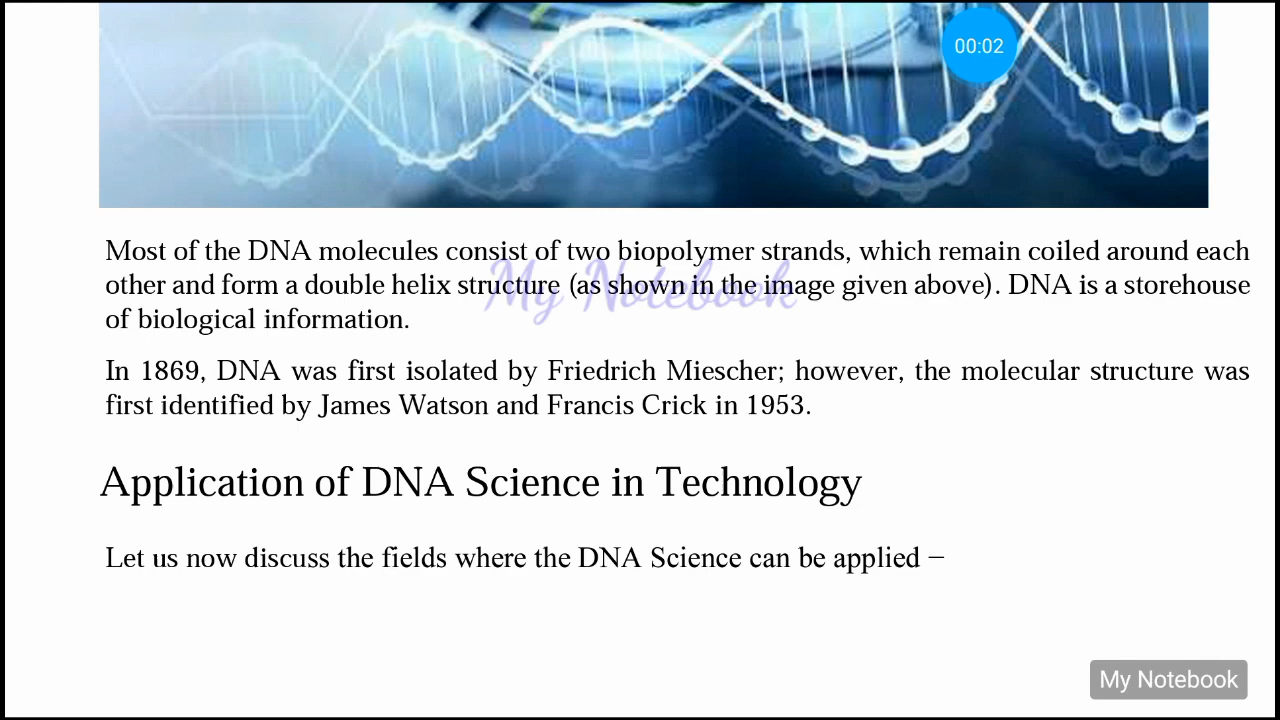 00:02
Most of the DNA molecules consist of two biopolymer strands, which remain coiled around each
other and form a double helix structure (as shown in the image given above). DNA is a storehouse
My Notebook
of biological information.
In 1869, DNA was first isolated by Friedrich Miescher; however, the molecular structure was
first identified by James Watson and Francis Crick in 1953.
Application of DNA Science in Technology
Let us now discuss the fields where the DNA Science can be applied –
My Notebook